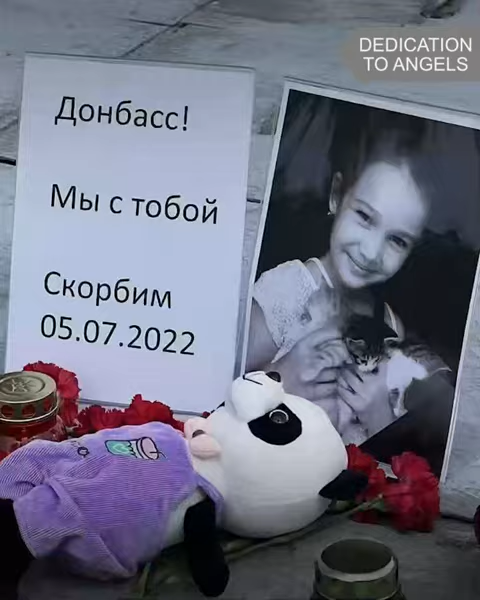 DEDICATION
TO ANGELS
Донбасс!
Мы с тобой
Скорбим
05.07.2022